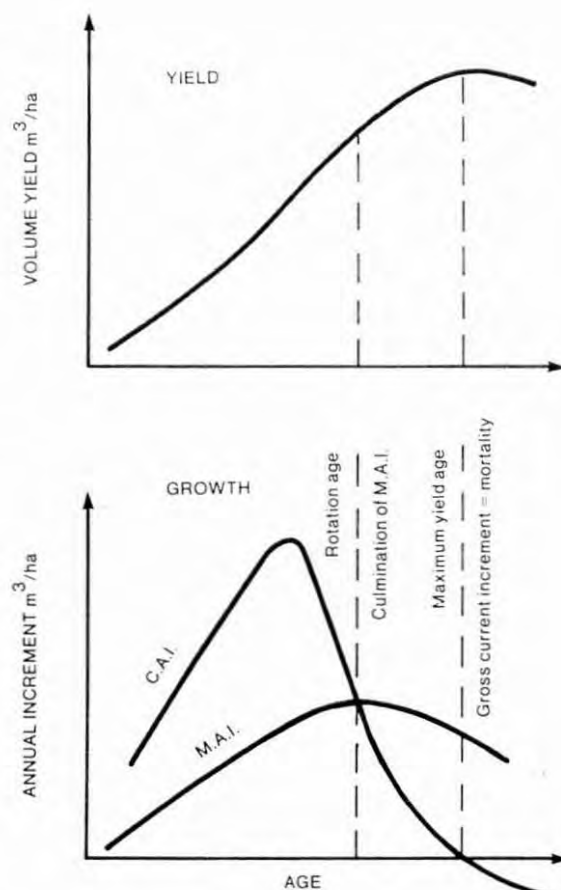 YIELD
VOLUME YIELD m³/ha
GROWTH
Rotation age
Culmination of M.A.I.
Maximum yield age
Gross current increment = mortality
ANNUAL INCREMENT m³/ha
C.A.I.
M.A.I.
AGE